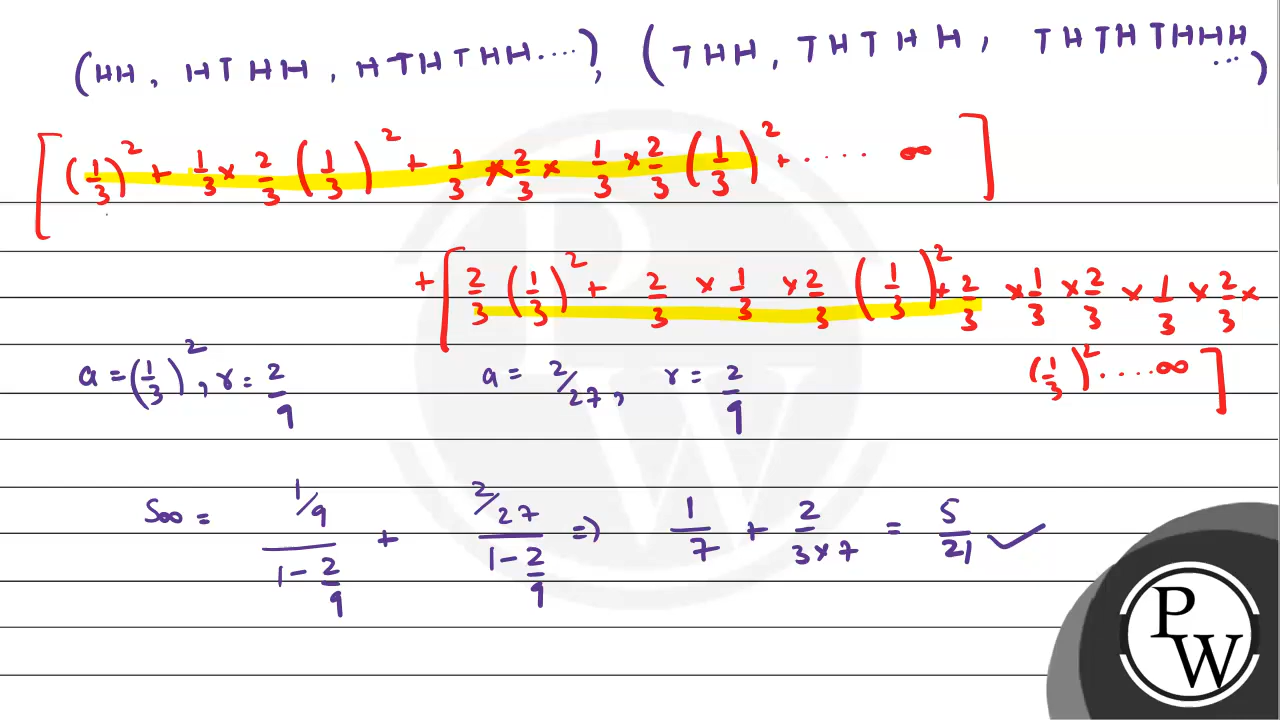 (HH, HTHH, HTHTHH....), (THH, THTHH, THTHTHHH ...)
[(1/3)² + 1/3 × 2/3 (1/3)² + 1/3 × 2/3 × 1/3 × 2/3 (1/3)² + ..... ∞]
+ [2/3 (1/3)² + 2/3 × 1/3 × 2/3 (1/3)² + 2/3 × 1/3 × 2/3 × 1/3 × 2/3 ×
(1/3)² .... ∞]
a = (1/3)², r = 2/9 a = 2/27, r = 2/9
S∞ = (1/9)/(1 - 2/9) + (2/27)/(1 - 2/9) ⇒ 1/7 + 2/(3×7) = 5/21 ✓
P
W
PW